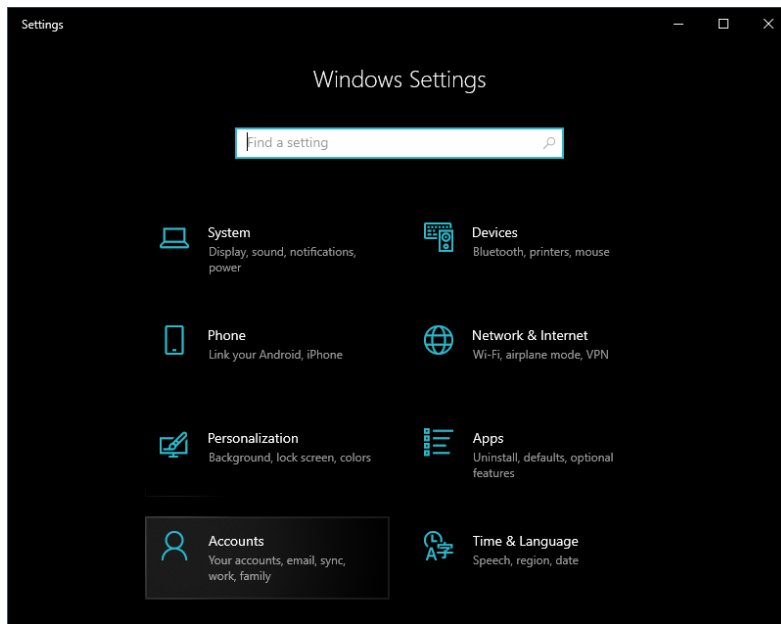 Settings
Windows Settings
Find a setting
System
Display, sound, notifications,
power
Devices
Bluetooth, printers, mouse
Phone
Link your Android, iPhone
Network & Internet
Wi-Fi, airplane mode, VPN
Personalization
Background, lock screen, colors
Apps
Uninstall, defaults, optional
features
Accounts
Your accounts, email, sync,
work, family
Time & Language
Speech, region, date